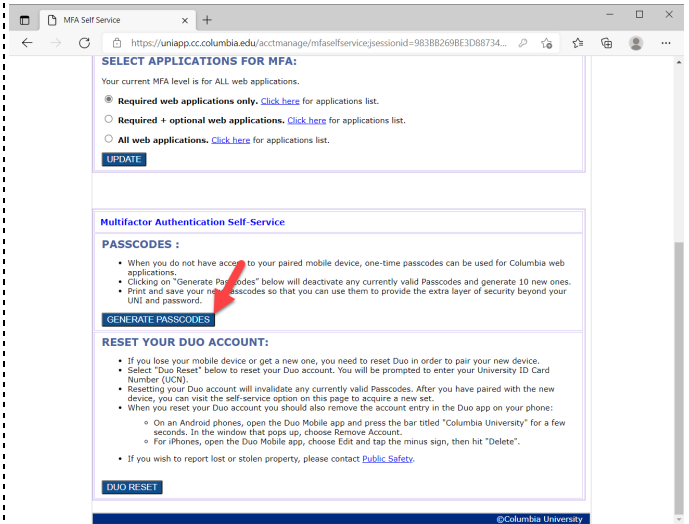 MFA Self Service
https://uniapp.cc.columbia.edu/acctmanage/mfaselfservice;jsessionid=983BB269BE3D88734...
SELECT APPLICATIONS FOR MFA:
Your current MFA level is for ALL web applications.
Required web applications only. Click here for applications list.
Required + optional web applications. Click here for applications list.
All web applications. Click here for applications list.
UPDATE
Multifactor Authentication Self-Service
PASSCODES :
• When you do not have access to your paired mobile device, one-time passcodes can be used for Columbia web
applications.
• Clicking on "Generate Passcodes" below will deactivate any currently valid Passcodes and generate 10 new ones.
• Print and save your new passcodes so that you can use them to provide the extra layer of security beyond your
UNI and password.
GENERATE PASSCODES
RESET YOUR DUO ACCOUNT:
• If you lose your mobile device or get a new one, you need to reset Duo in order to pair your new device.
• Select "Duo Reset" below to reset your Duo account. You will be prompted to enter your University ID Card
Number (UCN).
• Resetting your Duo account will invalidate any currently valid Passcodes. After you have paired with the new
device, you can visit the self-service option on this page to acquire a new set.
• When you reset your Duo account you should also remove the account entry in the Duo app on your phone:
◦ On an Android phones, open the Duo Mobile app and press the bar titled "Columbia University" for a few
seconds. In the window that pops up, choose Remove Account.
◦ For iPhones, open the Duo Mobile app, choose Edit and tap the minus sign, then hit "Delete".
• If you wish to report lost or stolen property, please contact Public Safety.
DUO RESET
©Columbia University